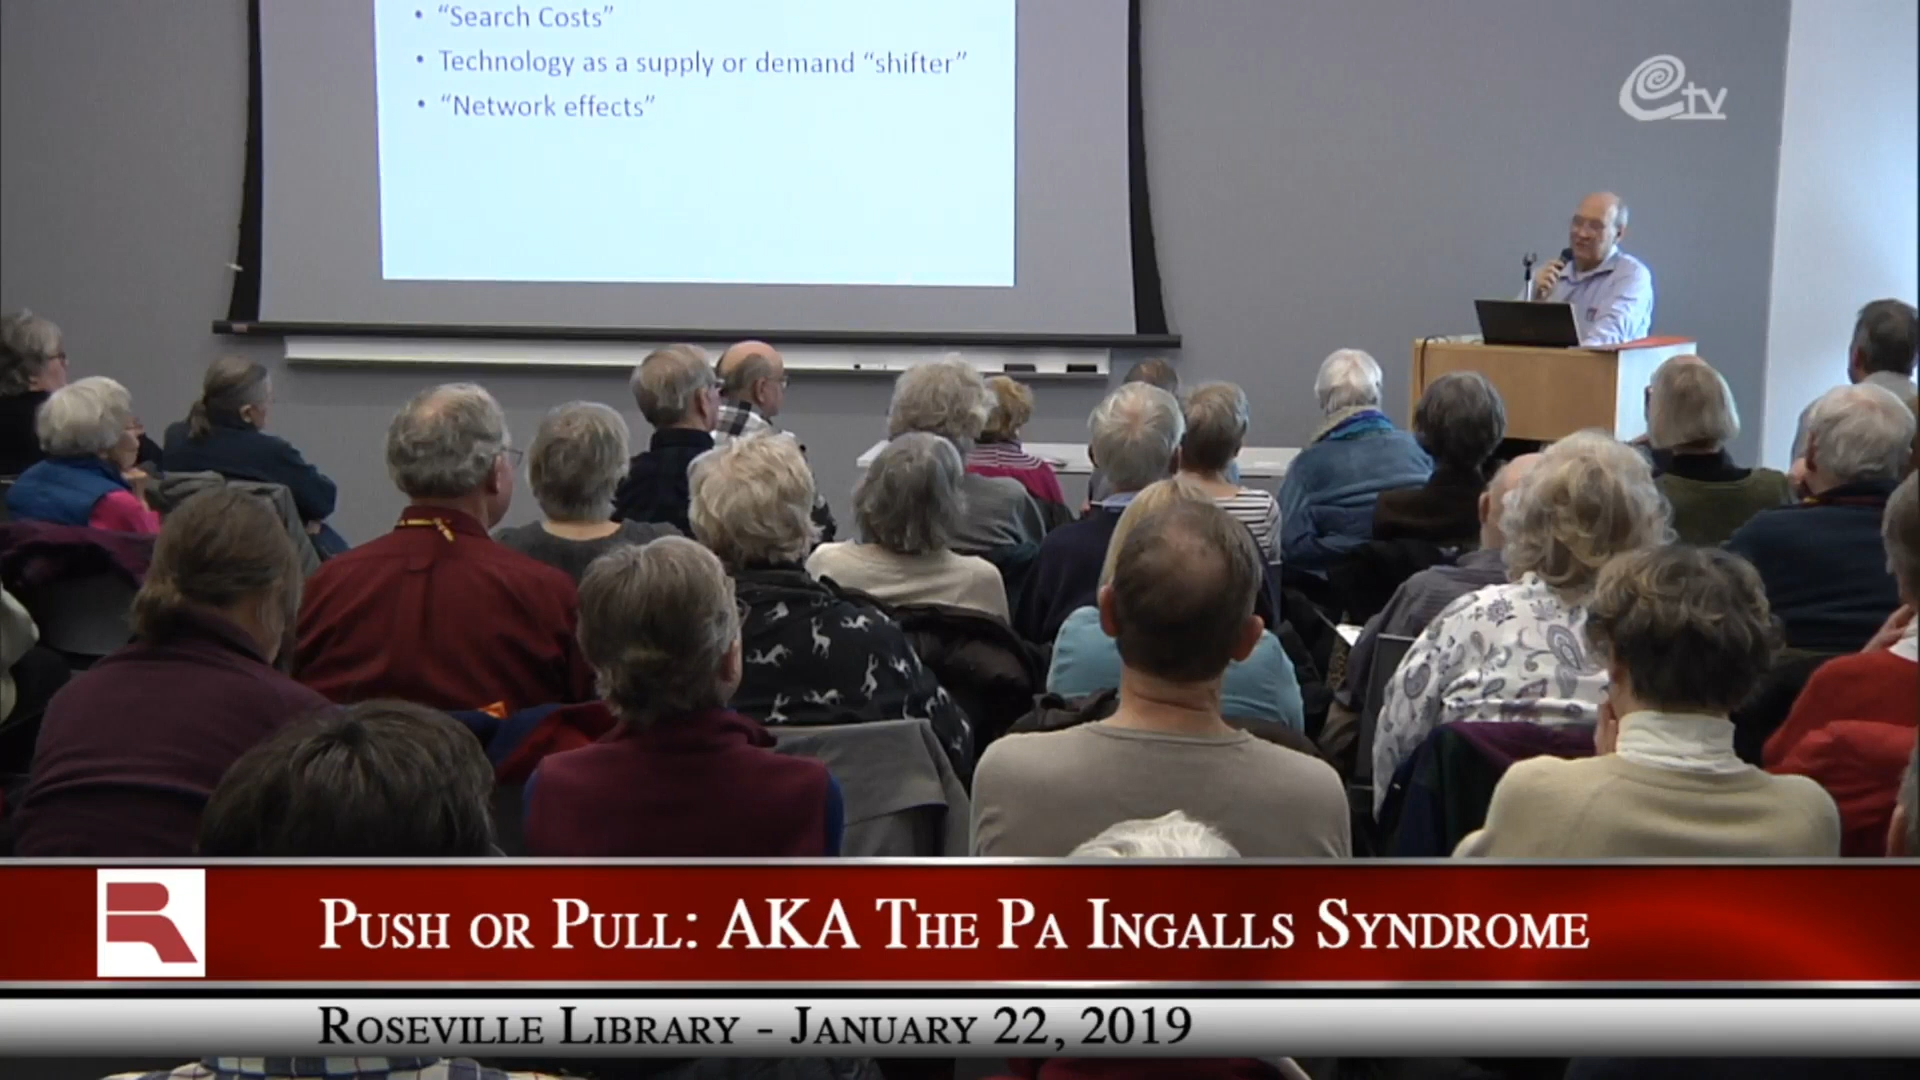 • “Search Costs”
• Technology as a supply or demand “shifter”
• “Network effects”
etv
R
Push or Pull: AKA The Pa Ingalls Syndrome
Roseville Library - January 22, 2019